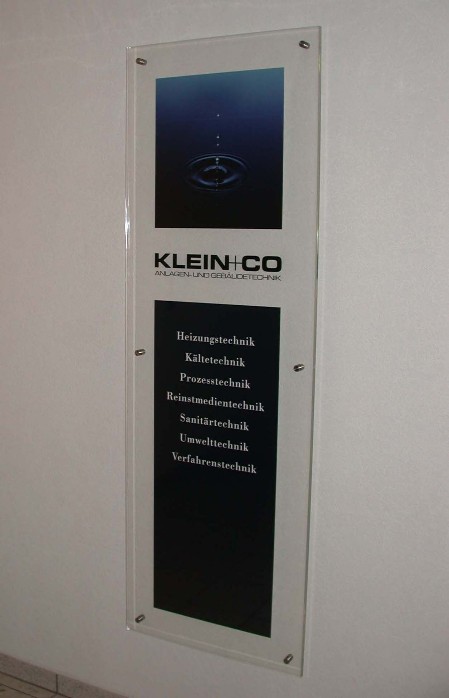 KLEIN+CO
ANLAGEN- UND GEBÄUDETECHNIK
Heizungstechnik
Kältetechnik
Prozesstechnik
Reinstmedientechnik
Sanitärtechnik
Umwelttechnik
Verfahrenstechnik